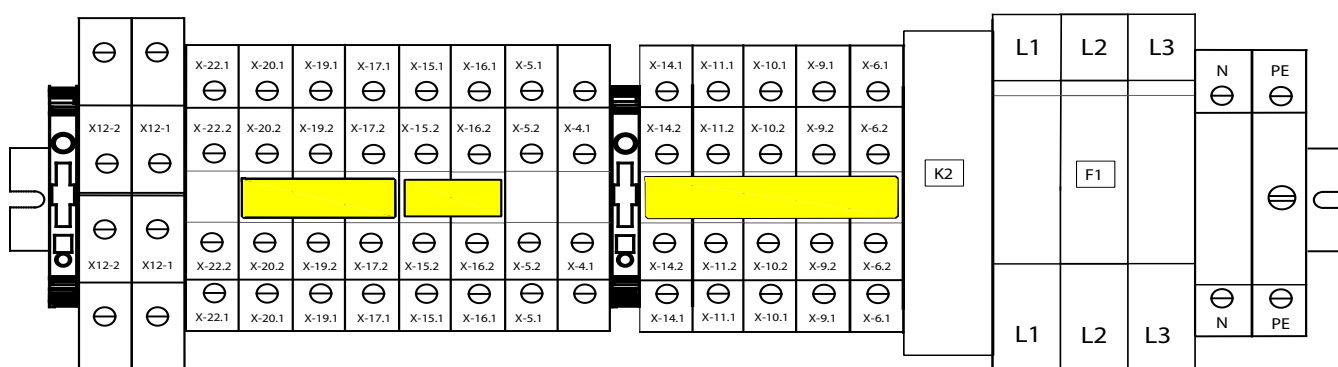 L1 L2 L3
X-22.1 X-20.1 X-19.1 X-17.1 X-15.1 X-16.1 X-5.1 X-14.1 X-11.1 X-10.1 X-9.1 X-6.1 N PE
X12-2 X12-1 X-22.2 X-20.2 X-19.2 X-17.2 X-15.2 X-16.2 X-5.2 X-4.1 X-14.2 X-11.2 X-10.2 X-9.2 X-6.2
K2 F1
X12-2 X12-1 X-22.2 X-20.2 X-19.2 X-17.2 X-15.2 X-16.2 X-5.2 X-4.1 X-14.2 X-11.2 X-10.2 X-9.2 X-6.2
X-22.1 X-20.1 X-19.1 X-17.1 X-15.1 X-16.1 X-5.1 X-14.1 X-11.1 X-10.1 X-9.1 X-6.1 N PE
L1 L2 L3